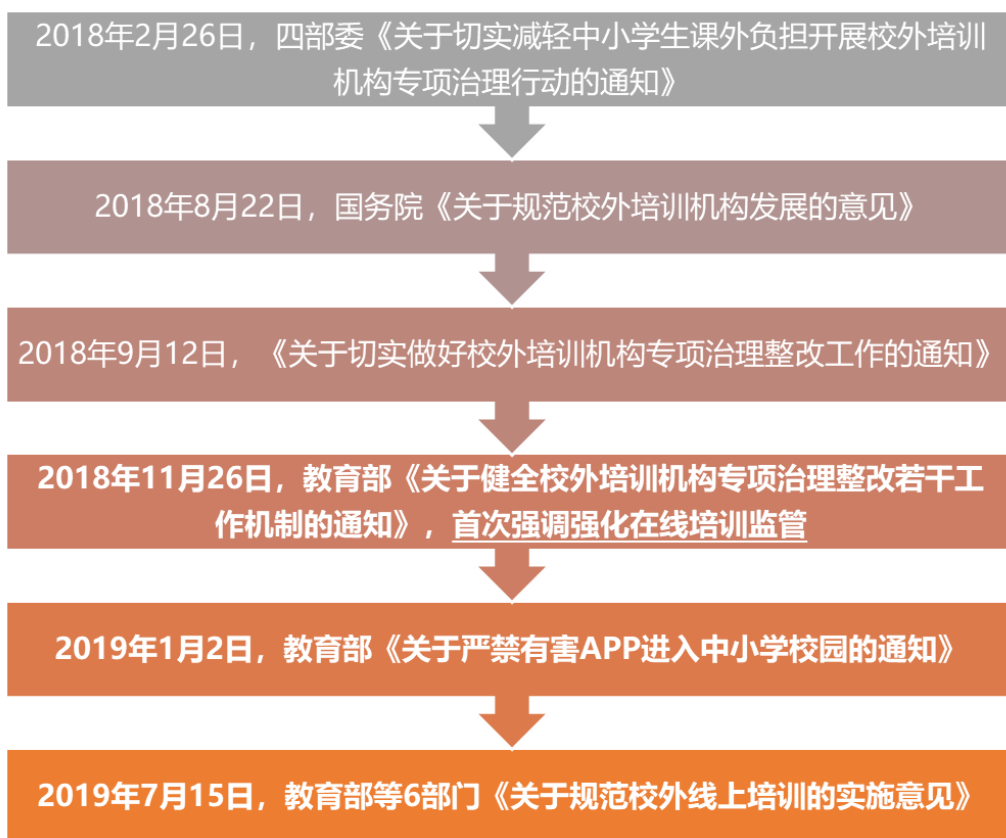 2018年2月26日，四部委《关于切实减轻中小学生课外负担开展校外培训
机构专项治理行动的通知》
2018年8月22日，国务院《关于规范校外培训机构发展的意见》
2018年9月12日，《关于切实做好校外培训机构专项治理整改工作的通知》
2018年11月26日，教育部《关于健全校外培训机构专项治理整改若干工
作机制的通知》，首次强调强化在线培训监管
2019年1月2日，教育部《关于严禁有害APP进入中小学校园的通知》
2019年7月15日，教育部等6部门《关于规范校外线上培训的实施意见》